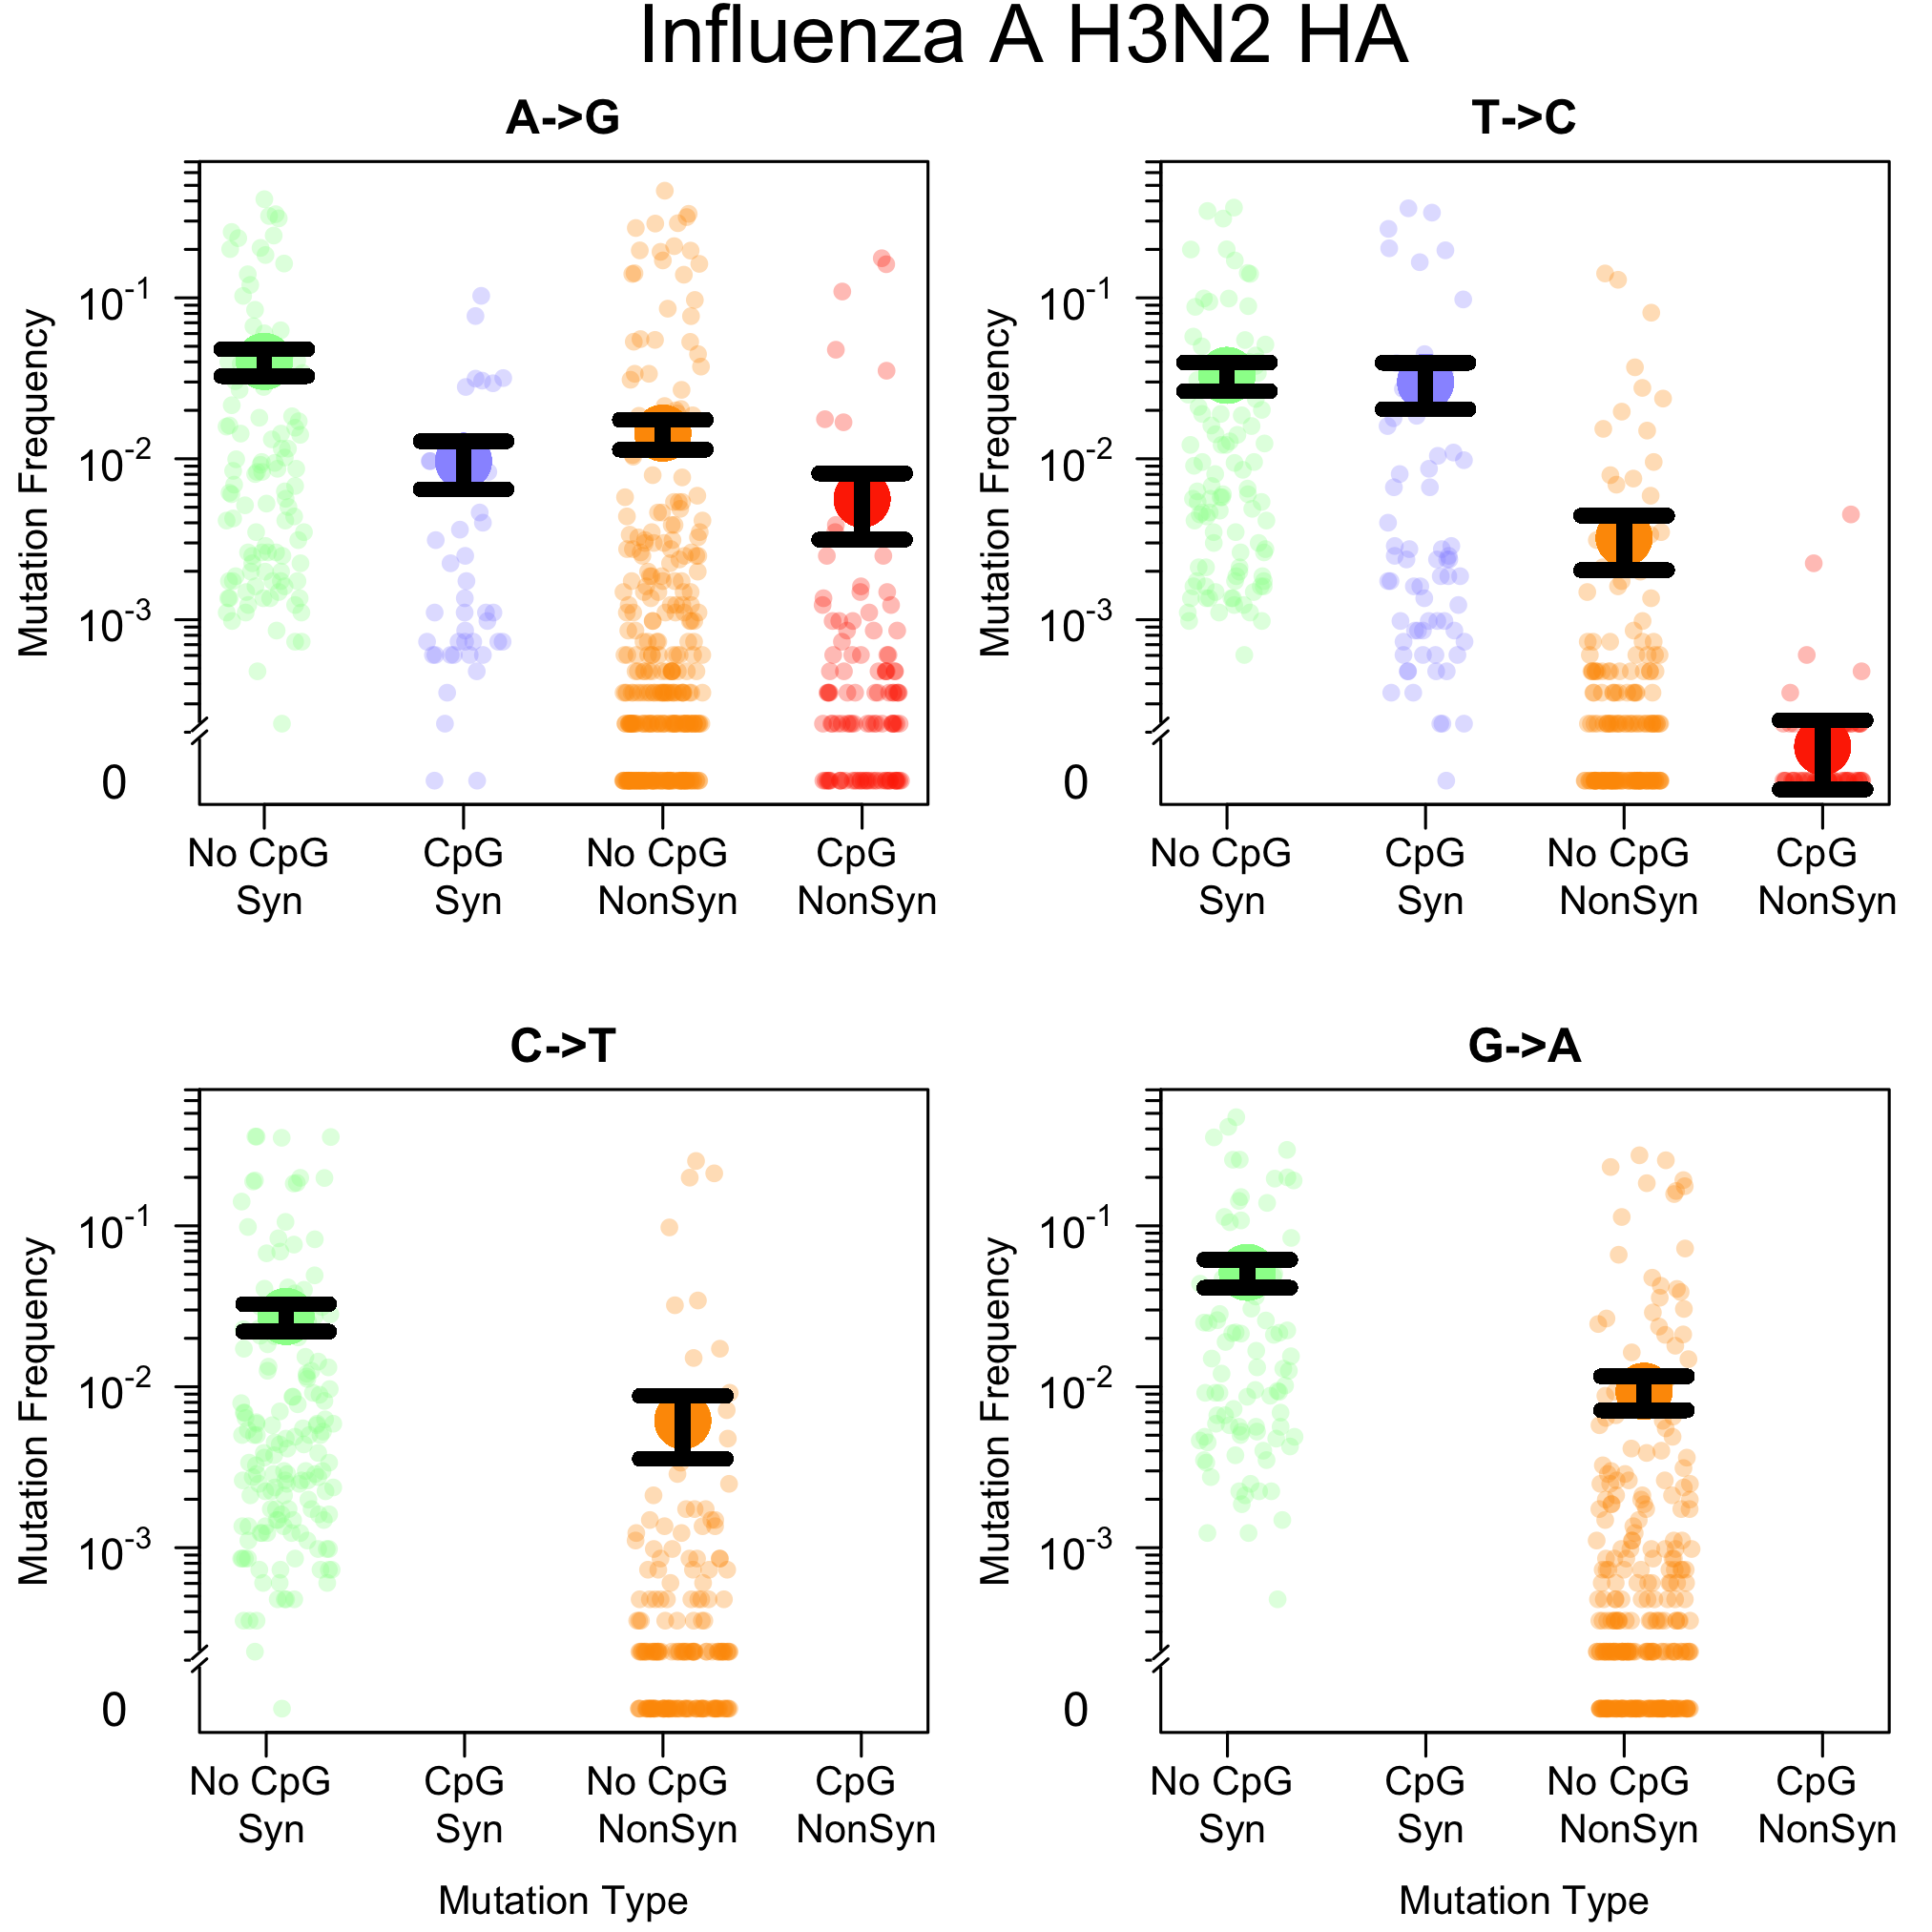 Influenza A H3N2 HA
A->G
Mutation Frequency
10-1
10-2
10-3
0
No CpG Syn
CpG Syn
No CpG NonSyn
CpG NonSyn
T->C
Mutation Frequency
10-1
10-2
10-3
0
No CpG Syn
CpG Syn
No CpG NonSyn
CpG NonSyn
C->T
Mutation Frequency
10-1
10-2
10-3
0
No CpG Syn
CpG Syn
No CpG NonSyn
CpG NonSyn
Mutation Type
G->A
Mutation Frequency
10-1
10-2
10-3
0
No CpG Syn
CpG Syn
No CpG NonSyn
CpG NonSyn
Mutation Type